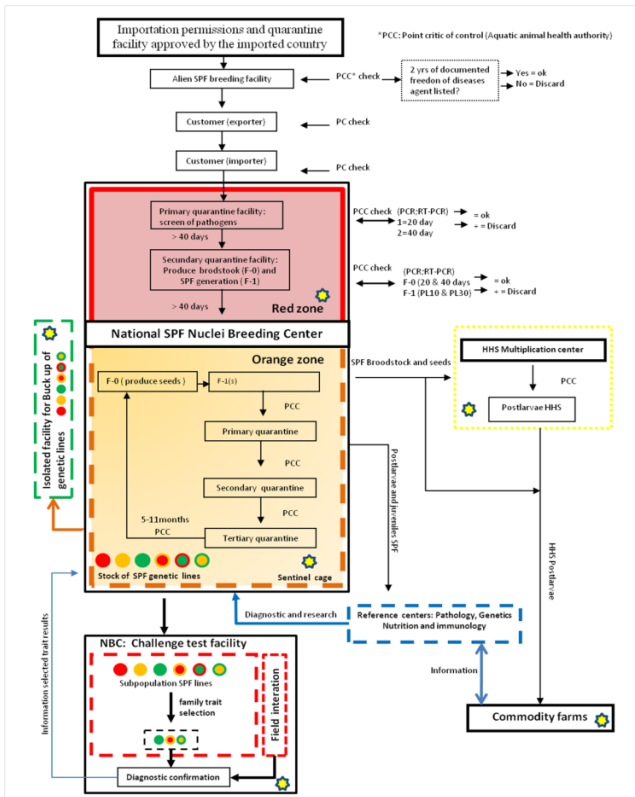 Importation permissions and quarantine
facility approved by the imported country
*PCC: Point critic of control (Aquatic animal health authority)
Alien SPF breeding facility
PCC* check
2 yrs of documented
freedon of diseases
agent listed?
Yes = ok
No = Discard
Customer (exporter)
PC check
Customer (importer)
PC check
Primary quarantine facility:
screen of pathogens
PCC check
(PCR:RT-PCR)
1=20 day
2=40 day
- = ok
+ = Discard
> 40 days
Secundary quarantine facility:
Produce brodstook (F-0) and
SPF generation ( F-1)
PCC check
(PCR:RT-PCR)
F-0 (20 & 40 days
F-1 (PL10 & PL30)
- = ok
+ = Discard
> 40 days
Red zone
National SPF Nuclei Breeding Center
Orange zone
F-0 ( produce seeds )
F-1(s)
PCC
Primary quarantine
PCC
Secundary quarantine
PCC
Tertiary quarantine
5-11months
PCC
Stock of SPF genetic lines
Sentinel cage
Isolated facility for Buck up of
genetic lines
SPF Broodstock and seeds
HHS Multiplication center
PCC
Postlarvae HHS
Postlarvae and
juveniles SPF
HHS Postlarvae
Diagnostic and research
Reference centers: Pathology, Genetics
Nutrition and immunology
Information
Commodity farms
Information selected trait results
NBC: Challenge test facility
Subpopulation SPF lines
family trait
selection
Field interation
Diagnostic confirmation